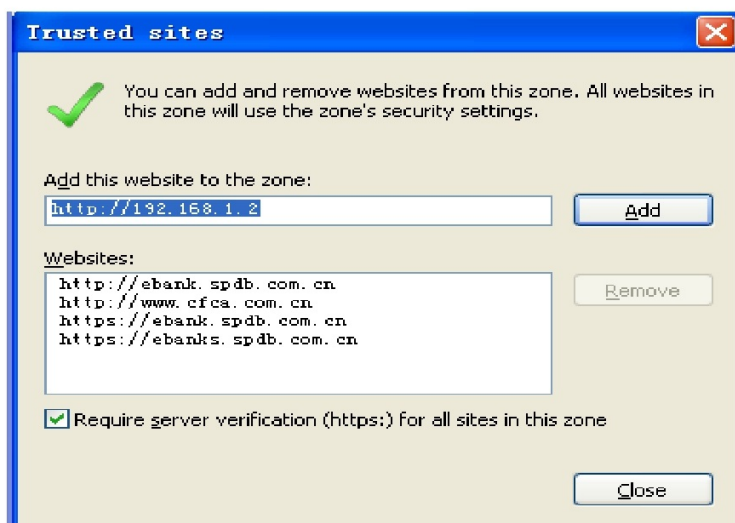 Trusted sites
You can add and remove websites from this zone. All websites in
this zone will use the zone's security settings.
Add this website to the zone:
http://192.168.1.2
Add
Websites:
http://ebank.spdb.com.cn
http://www.cfca.com.cn
https://ebank.spdb.com.cn
https://ebanks.spdb.com.cn
Remove
Require server verification (https:) for all sites in this zone
Close